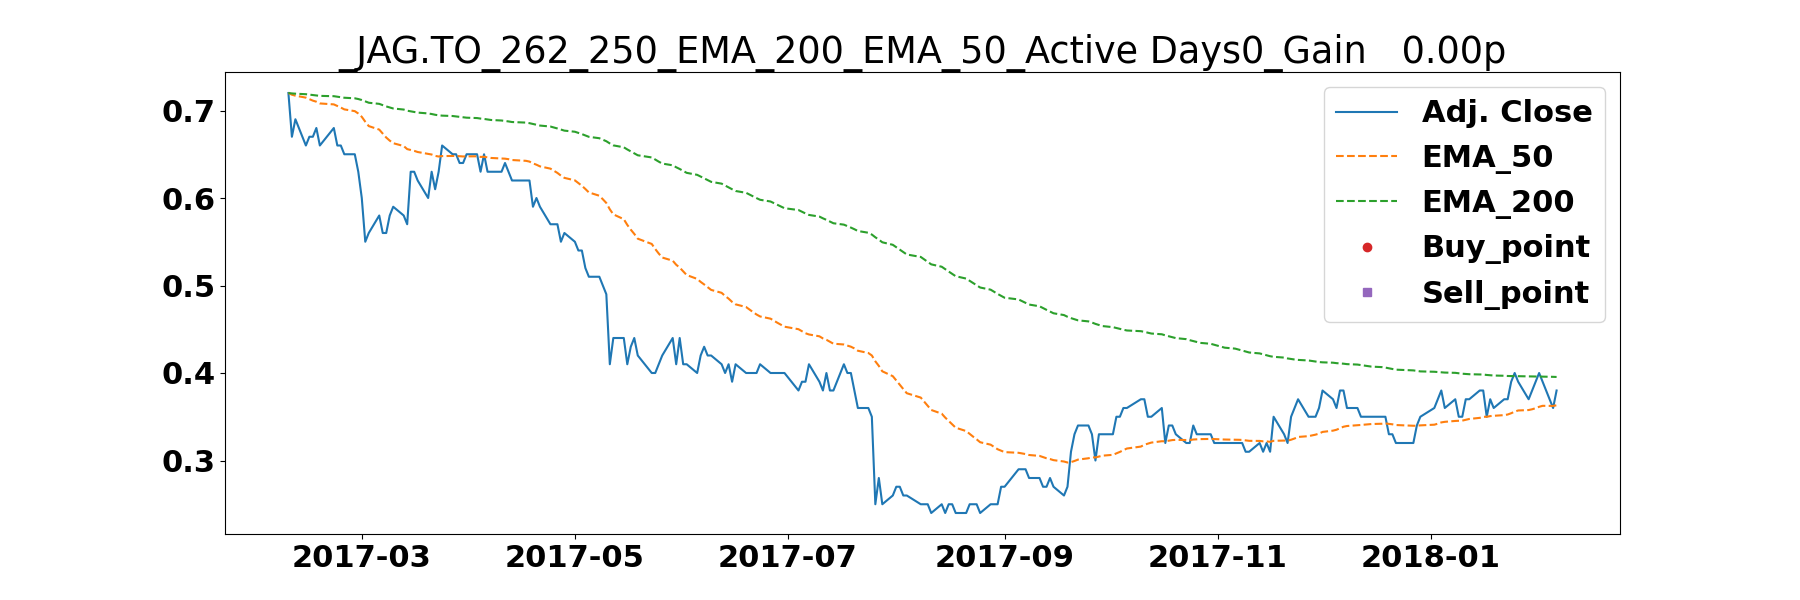 _JAG.TO_262_250_EMA_200_EMA_50_Active Days0_Gain   0.00p
0.7
0.6
0.5
0.4
0.3
Adj. Close
EMA_50
EMA_200
Buy_point
Sell_point
2017-03 2017-05 2017-07 2017-09 2017-11 2018-01